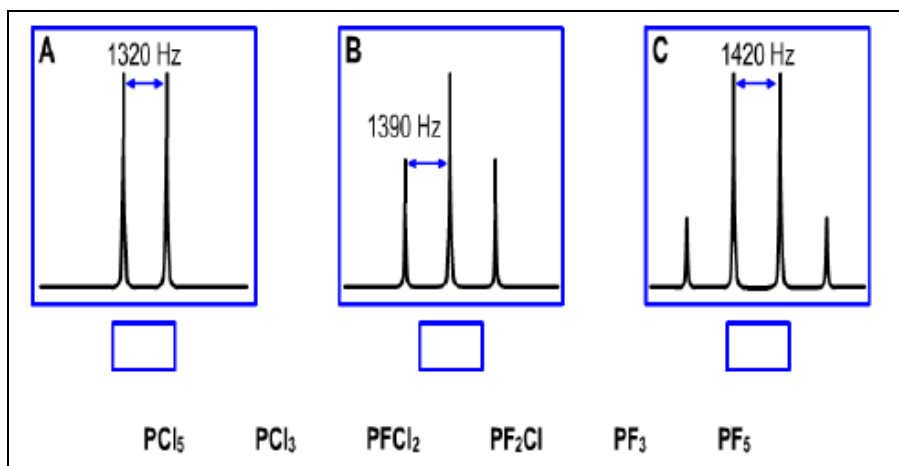 A B C
1320 Hz 1420 Hz
1390 Hz
PCl₅ PCl₃ PFCl₂ PF₂Cl PF₃ PF₅